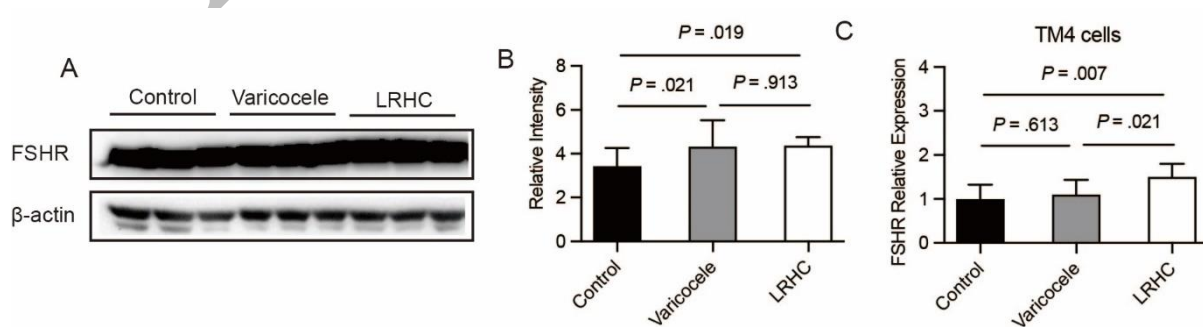 A
Control Varicocele LRHC
FSHR
β-actin
B
P = .019
P = .021
P = .913
Relative Intensity
8
6
4
2
0
Control
Varicocele
LRHC
C
TM4 cells
P = .007
P = .613
P = .021
FSHR Relative Expression
4
3
2
1
0
Control
Varicocele
LRHC